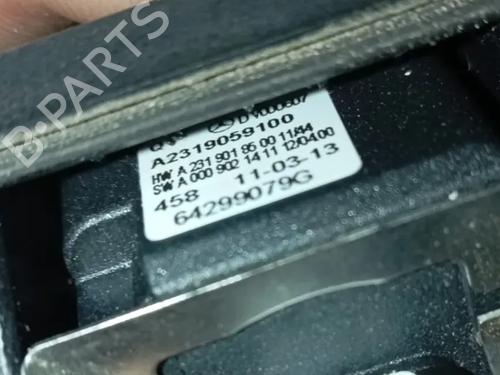 B-PARTS
A2319059100
HW A 231 901 95 00 11/44
SW A 000 902 14 11 12/04.00
458 11-03-13
64299079G